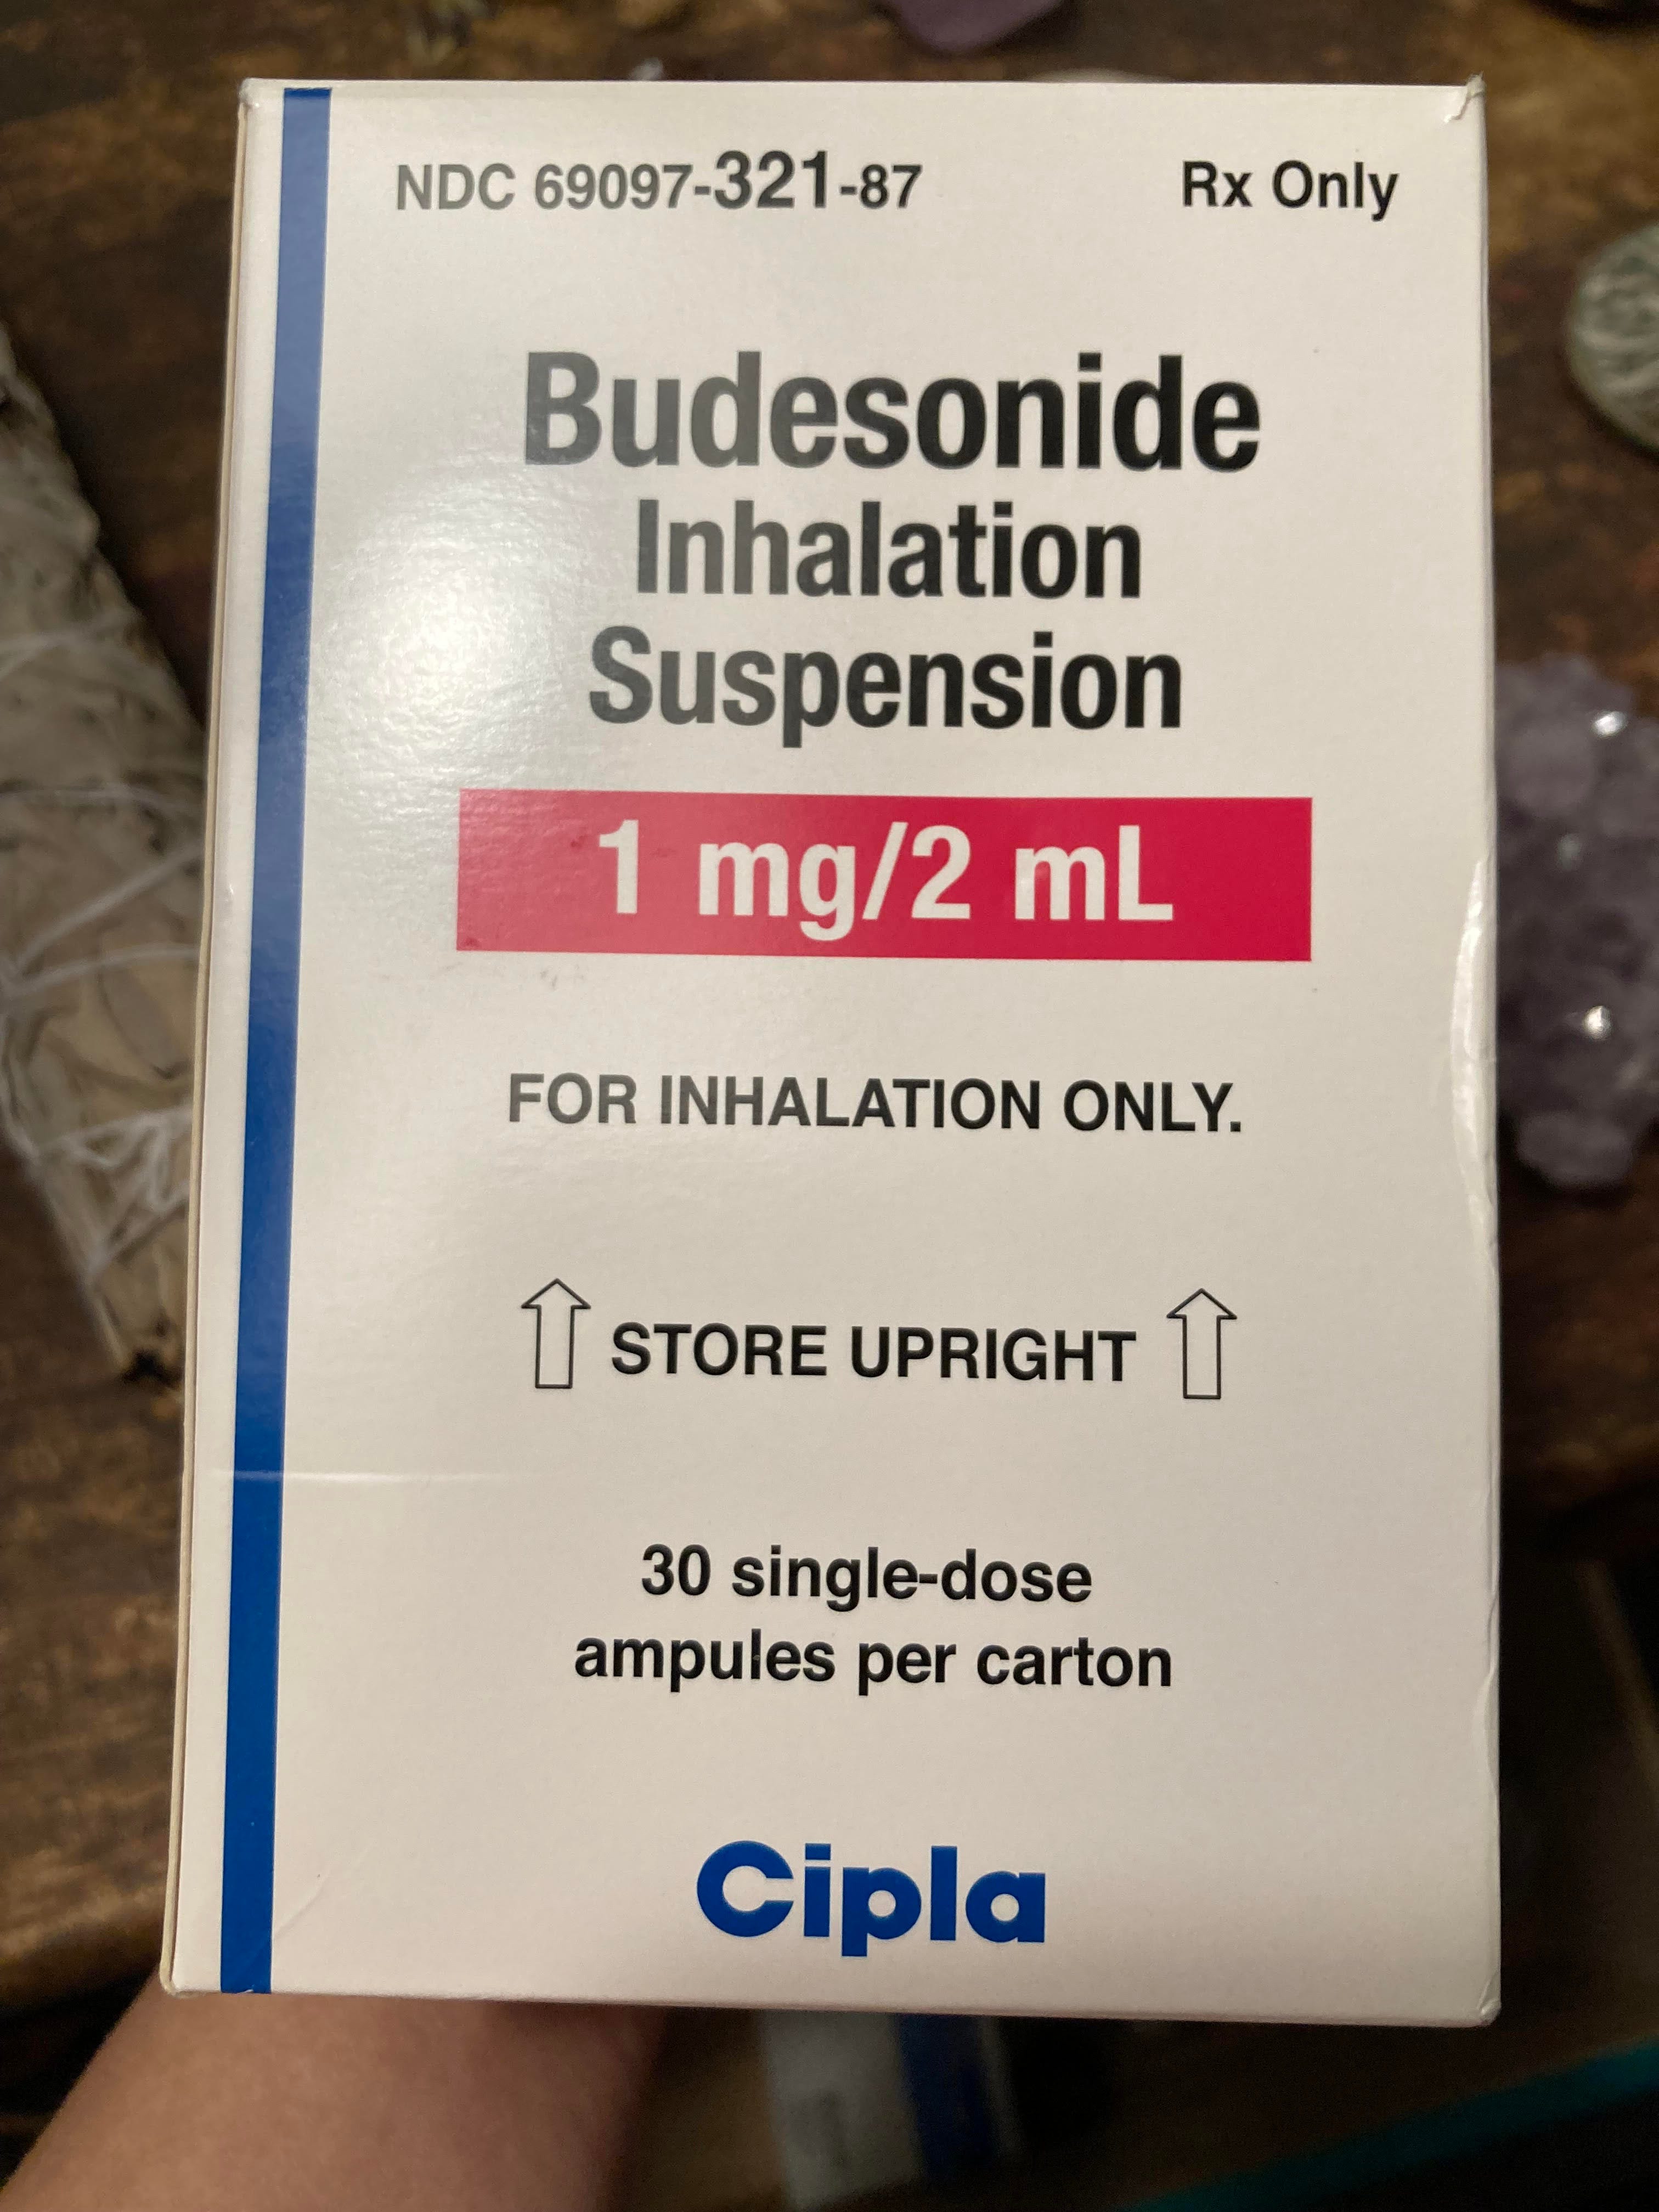 NDC 69097-321-87 Rx Only
Budesonide
Inhalation
Suspension
1 mg/2 mL
FOR INHALATION ONLY.
STORE UPRIGHT
30 single-dose
ampules per carton
Cipla